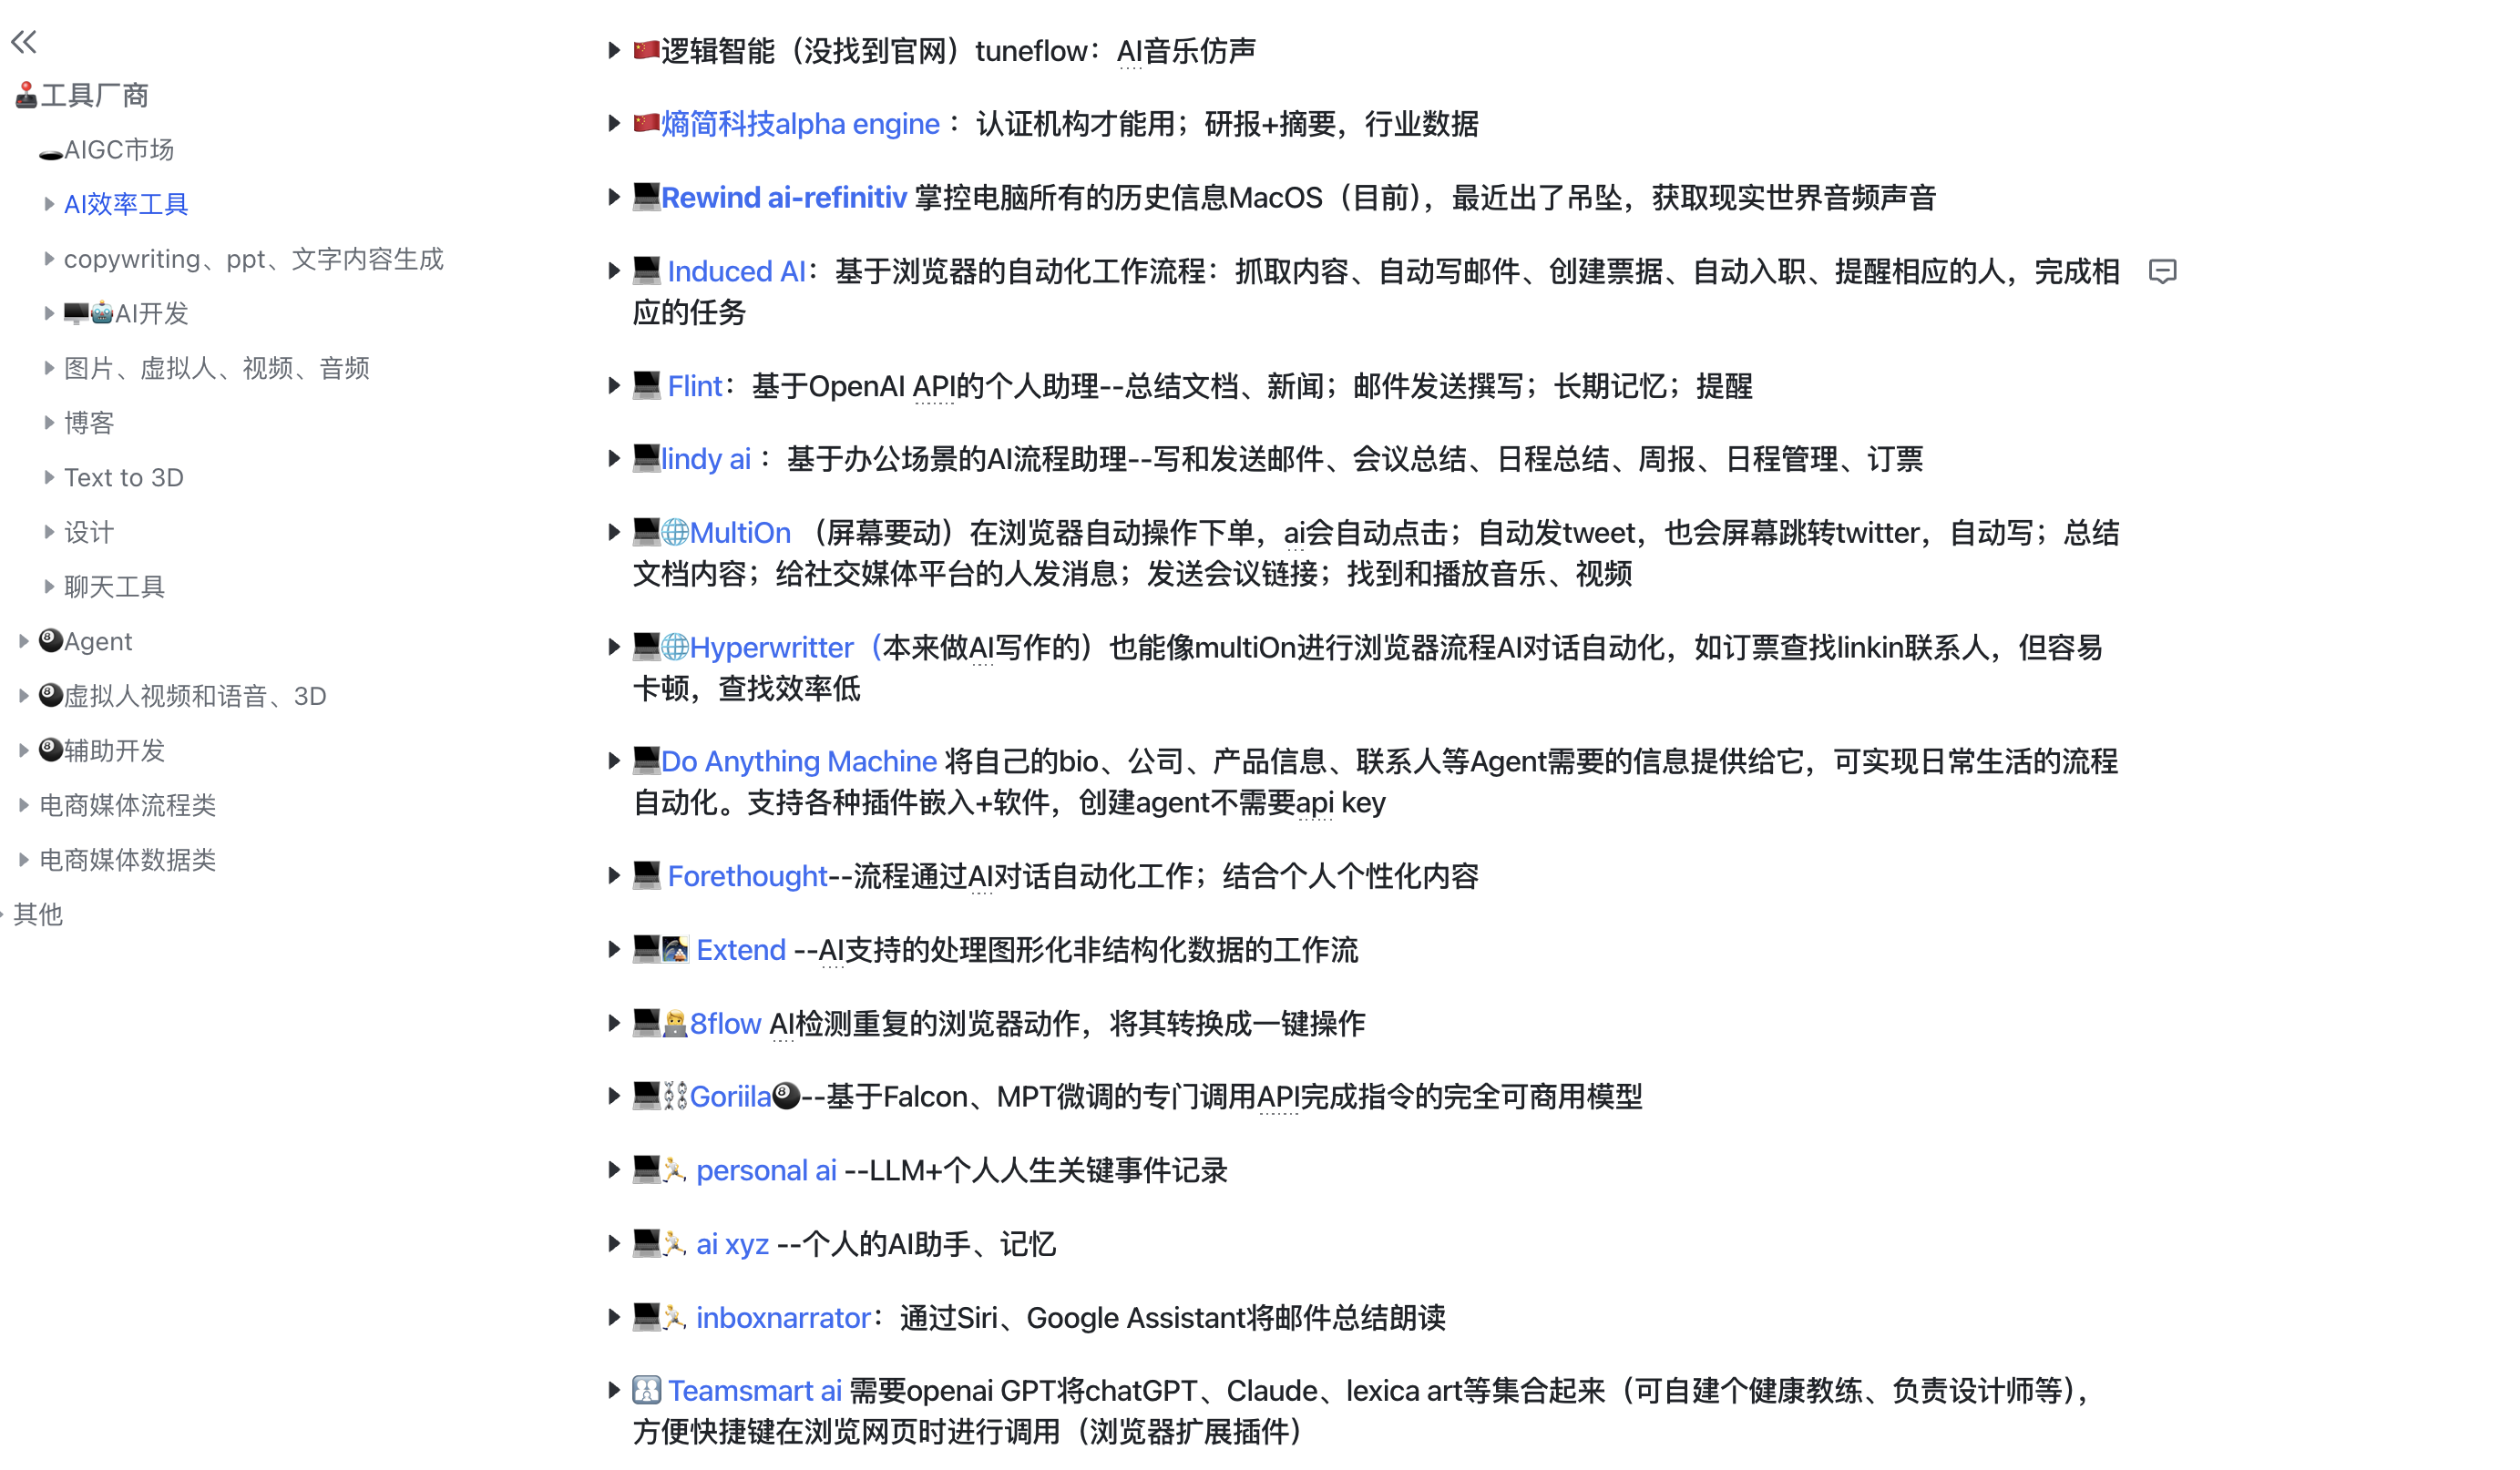 工具厂商
AIGC市场
AI效率工具
copywriting、ppt、文字内容生成
AI开发
图片、虚拟人、视频、音频
博客
Text to 3D
设计
聊天工具
Agent
虚拟人视频和语音、3D
辅助开发
电商媒体流程类
电商媒体数据类
其他
逻辑智能（没找到官网）tuneflow：AI音乐仿声
熵简科技alpha engine ：认证机构才能用；研报+摘要，行业数据
Rewind ai-refinitiv 掌控电脑所有的历史信息MacOS（目前），最近出了吊坠，获取现实世界音频声音
Induced AI：基于浏览器的自动化工作流程：抓取内容、自动写邮件、创建票据、自动入职、提醒相应的人，完成相
应的任务
Flint：基于OpenAI API的个人助理--总结文档、新闻；邮件发送撰写；长期记忆；提醒
lindy ai ：基于办公场景的AI流程助理--写和发送邮件、会议总结、日程总结、周报、日程管理、订票
MultiOn （屏幕要动）在浏览器自动操作下单，ai会自动点击；自动发tweet，也会屏幕跳转twitter，自动写；总结
文档内容；给社交媒体平台的人发消息；发送会议链接；找到和播放音乐、视频
Hyperwritter（本来做AI写作的）也能像multiOn进行浏览器流程AI对话自动化，如订票查找linkin联系人，但容易
卡顿，查找效率低
Do Anything Machine 将自己的bio、公司、产品信息、联系人等Agent需要的信息提供给它，可实现日常生活的流程
自动化。支持各种插件嵌入+软件，创建agent不需要api key
Forethought--流程通过AI对话自动化工作；结合个人个性化内容
Extend --AI支持的处理图形化非结构化数据的工作流
8flow AI检测重复的浏览器动作，将其转换成一键操作
Goriila--基于Falcon、MPT微调的专门调用API完成指令的完全可商用模型
personal ai --LLM+个人人生关键事件记录
ai xyz --个人的AI助手、记忆
inboxnarrator：通过Siri、Google Assistant将邮件总结朗读
Teamsmart ai 需要openai GPT将chatGPT、Claude、lexica art等集合起来（可自建个健康教练、负责设计师等），
方便快捷键在浏览网页时进行调用（浏览器扩展插件）